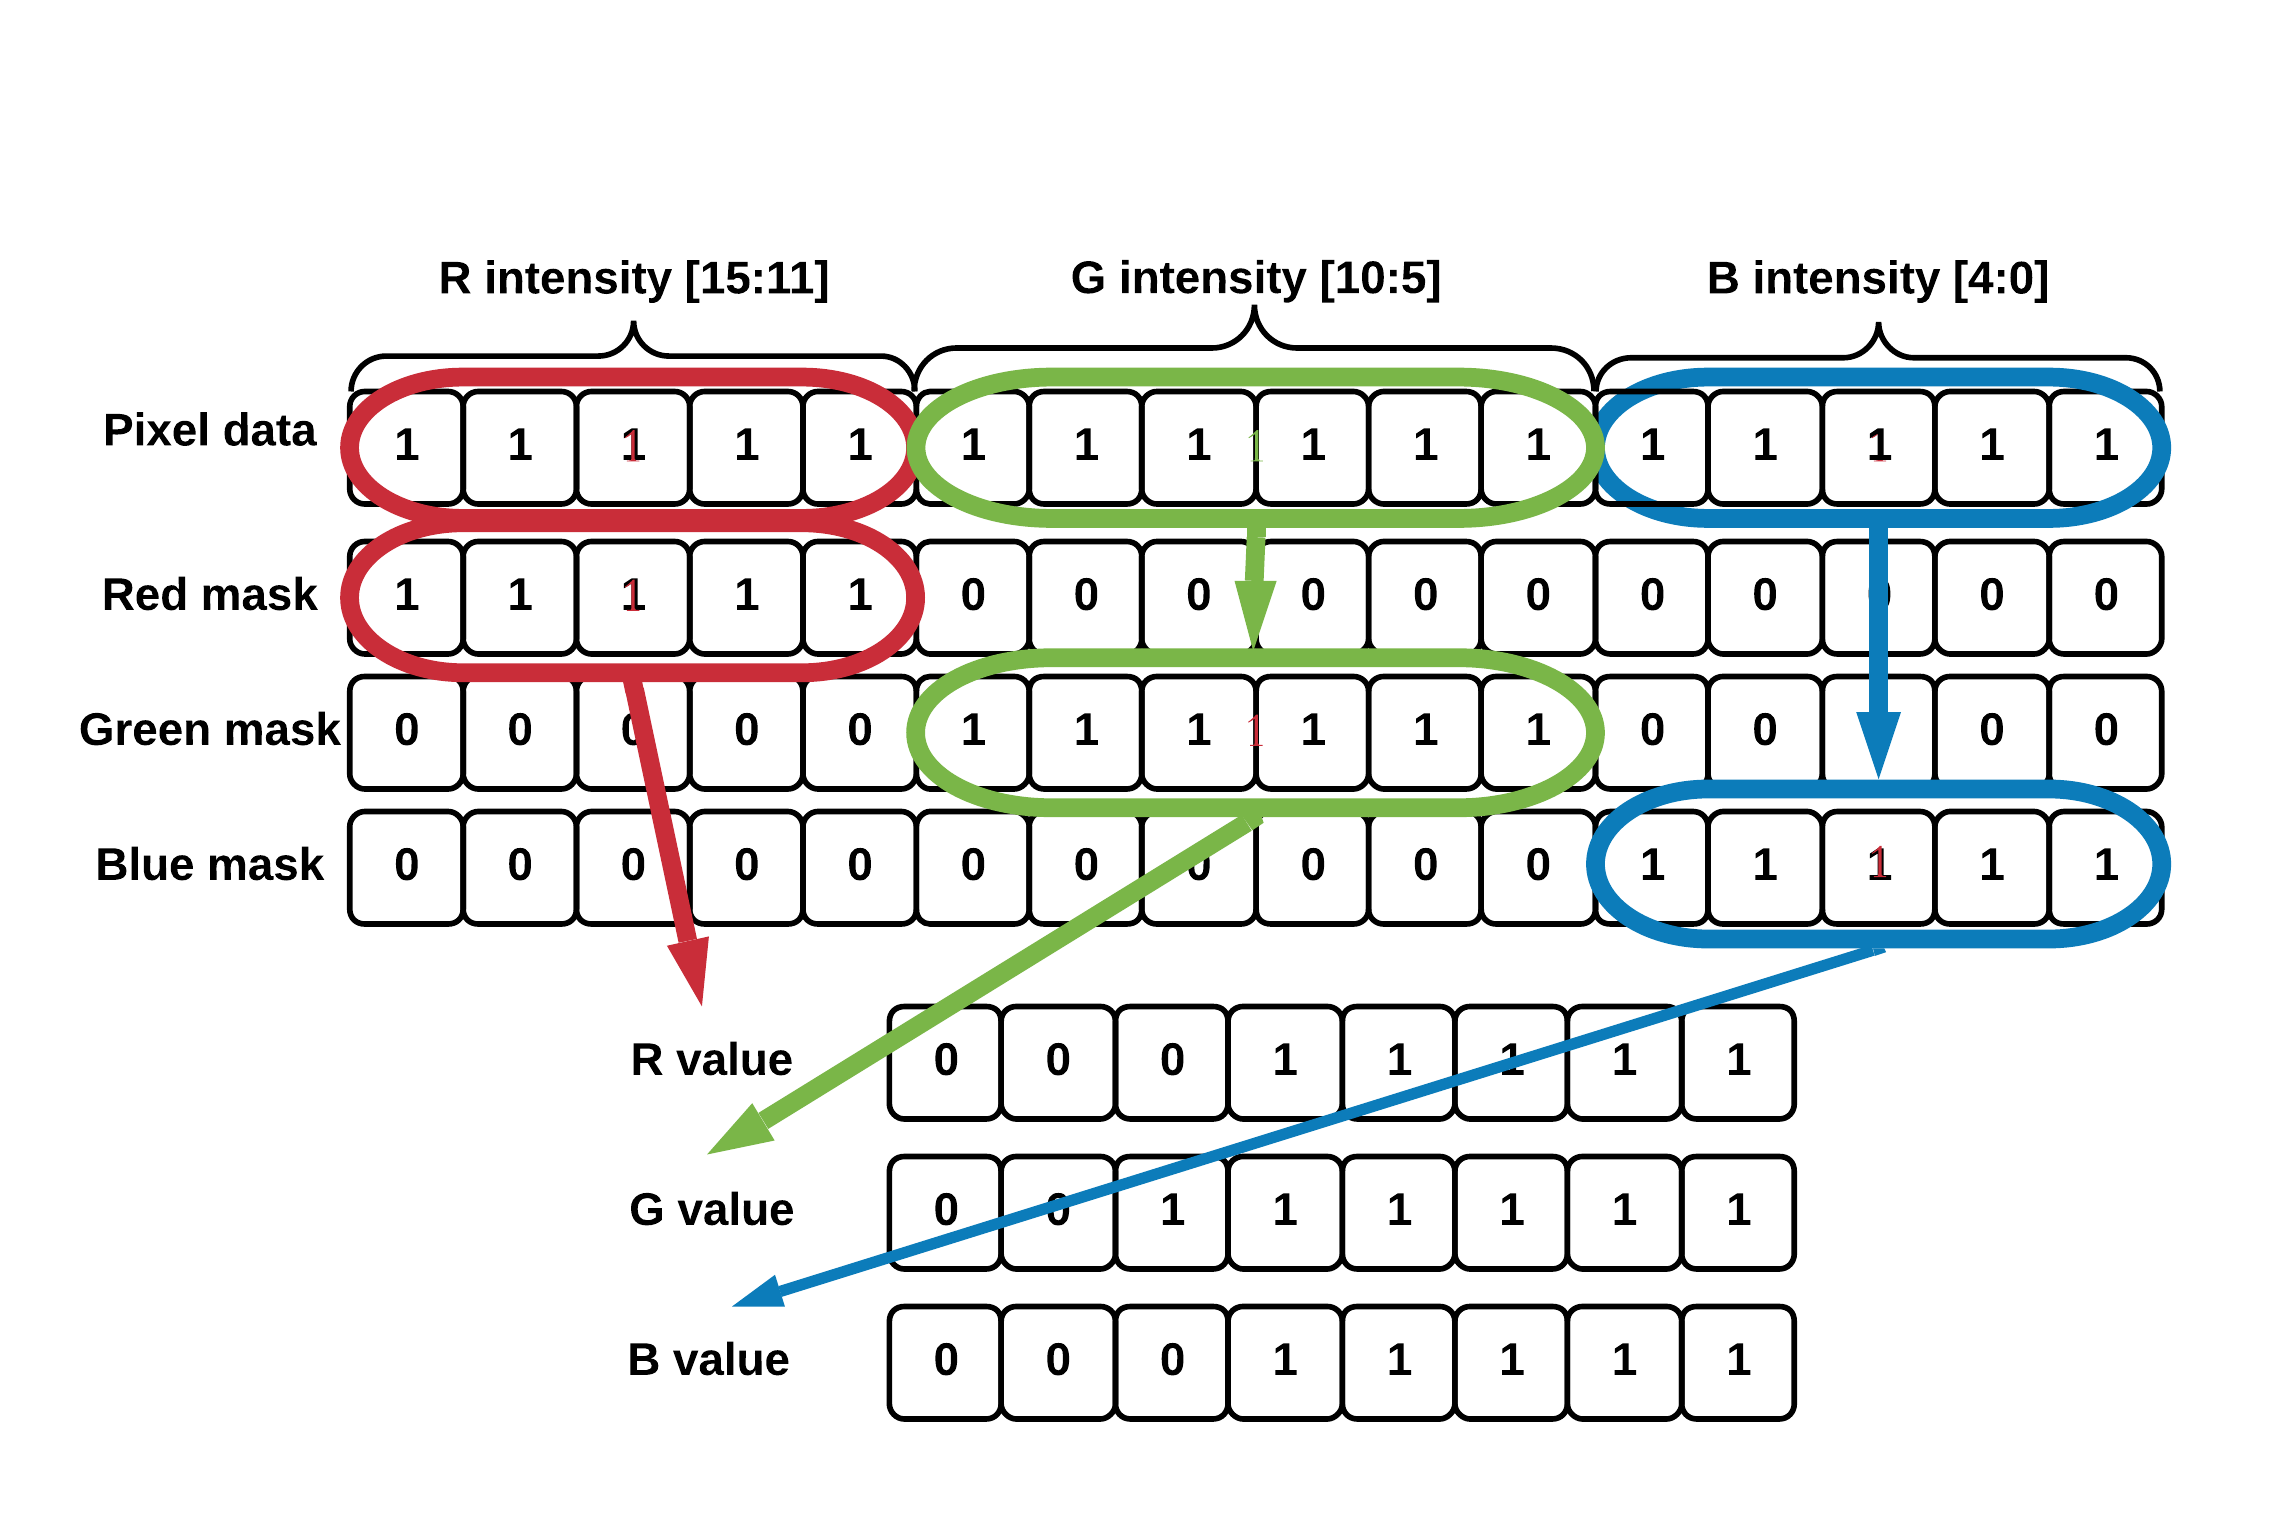 R intensity [15:11] G intensity [10:5] B intensity [4:0]
Pixel data 1 1 1 1 1 1 1 1 1 1 1 1 1 1 1 1 1
Red mask 1 1 1 1 1 0 0 0 0 0 0 0 0 0 0 0
Green mask 0 0 0 0 0 1 1 1 1 1 1 1 0 0 0 0
Blue mask 0 0 0 0 0 0 0 0 0 0 0 1 1 1 1 1
R value 0 0 0 1 1 1 1 1
G value 0 0 1 1 1 1 1 1
B value 0 0 0 1 1 1 1 1